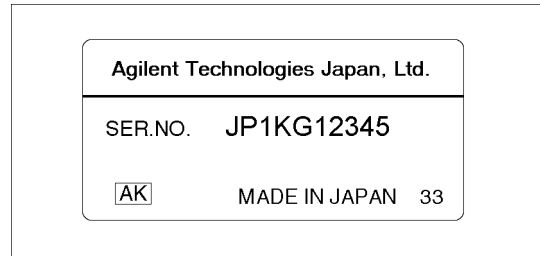 Agilent Technologies Japan, Ltd.
SER.NO. JP1KG12345
AK MADE IN JAPAN 33